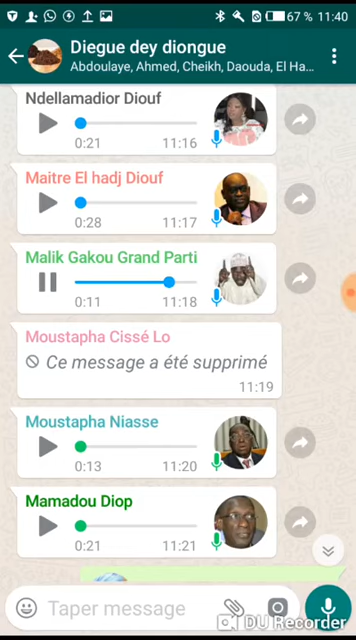 67 % 11:40
Diegue dey diongue
Abdoulaye, Ahmed, Cheikh, Daouda, El Ha...
Ndellamadior Diouf
0:21 11:16
Maitre El hadj Diouf
0:28 11:17
Malik Gakou Grand Parti
0:11 11:18
Moustapha Cissé Lo
Ce message a été supprimé
11:19
Moustapha Niasse
0:13 11:20
Mamadou Diop
0:21 11:21
Taper message
DU Recorder